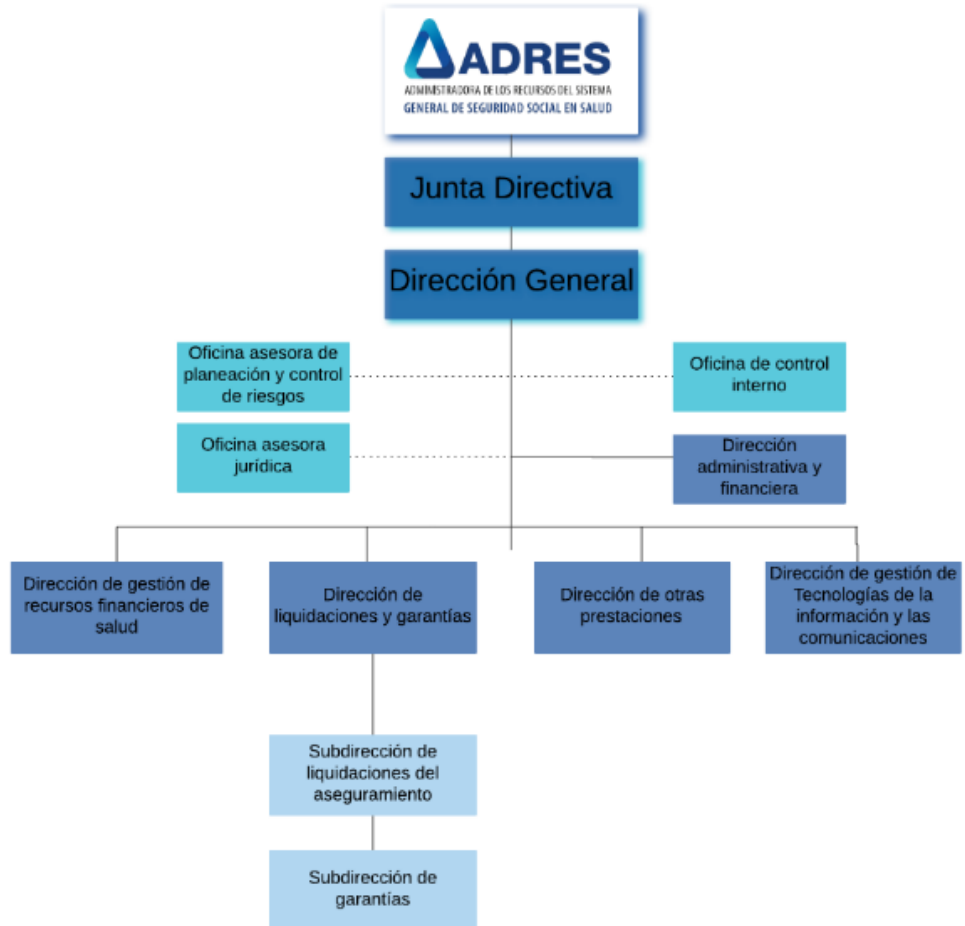 ADRES
ADMINISTRADORA DE LOS RECURSOS DEL SISTEMA
GENERAL DE SEGURIDAD SOCIAL EN SALUD
Junta Directiva
Dirección General
Oficina asesora de
planeación y control
de riesgos
Oficina de control
interno
Oficina asesora
jurídica
Dirección
administrativa y
financiera
Dirección de gestión de
recursos financieros de
salud
Dirección de
liquidaciones y garantías
Dirección de otras
prestaciones
Dirección de gestión de
Tecnologías de la
información y las
comunicaciones
Subdirección de
liquidaciones del
aseguramiento
Subdirección de
garantías